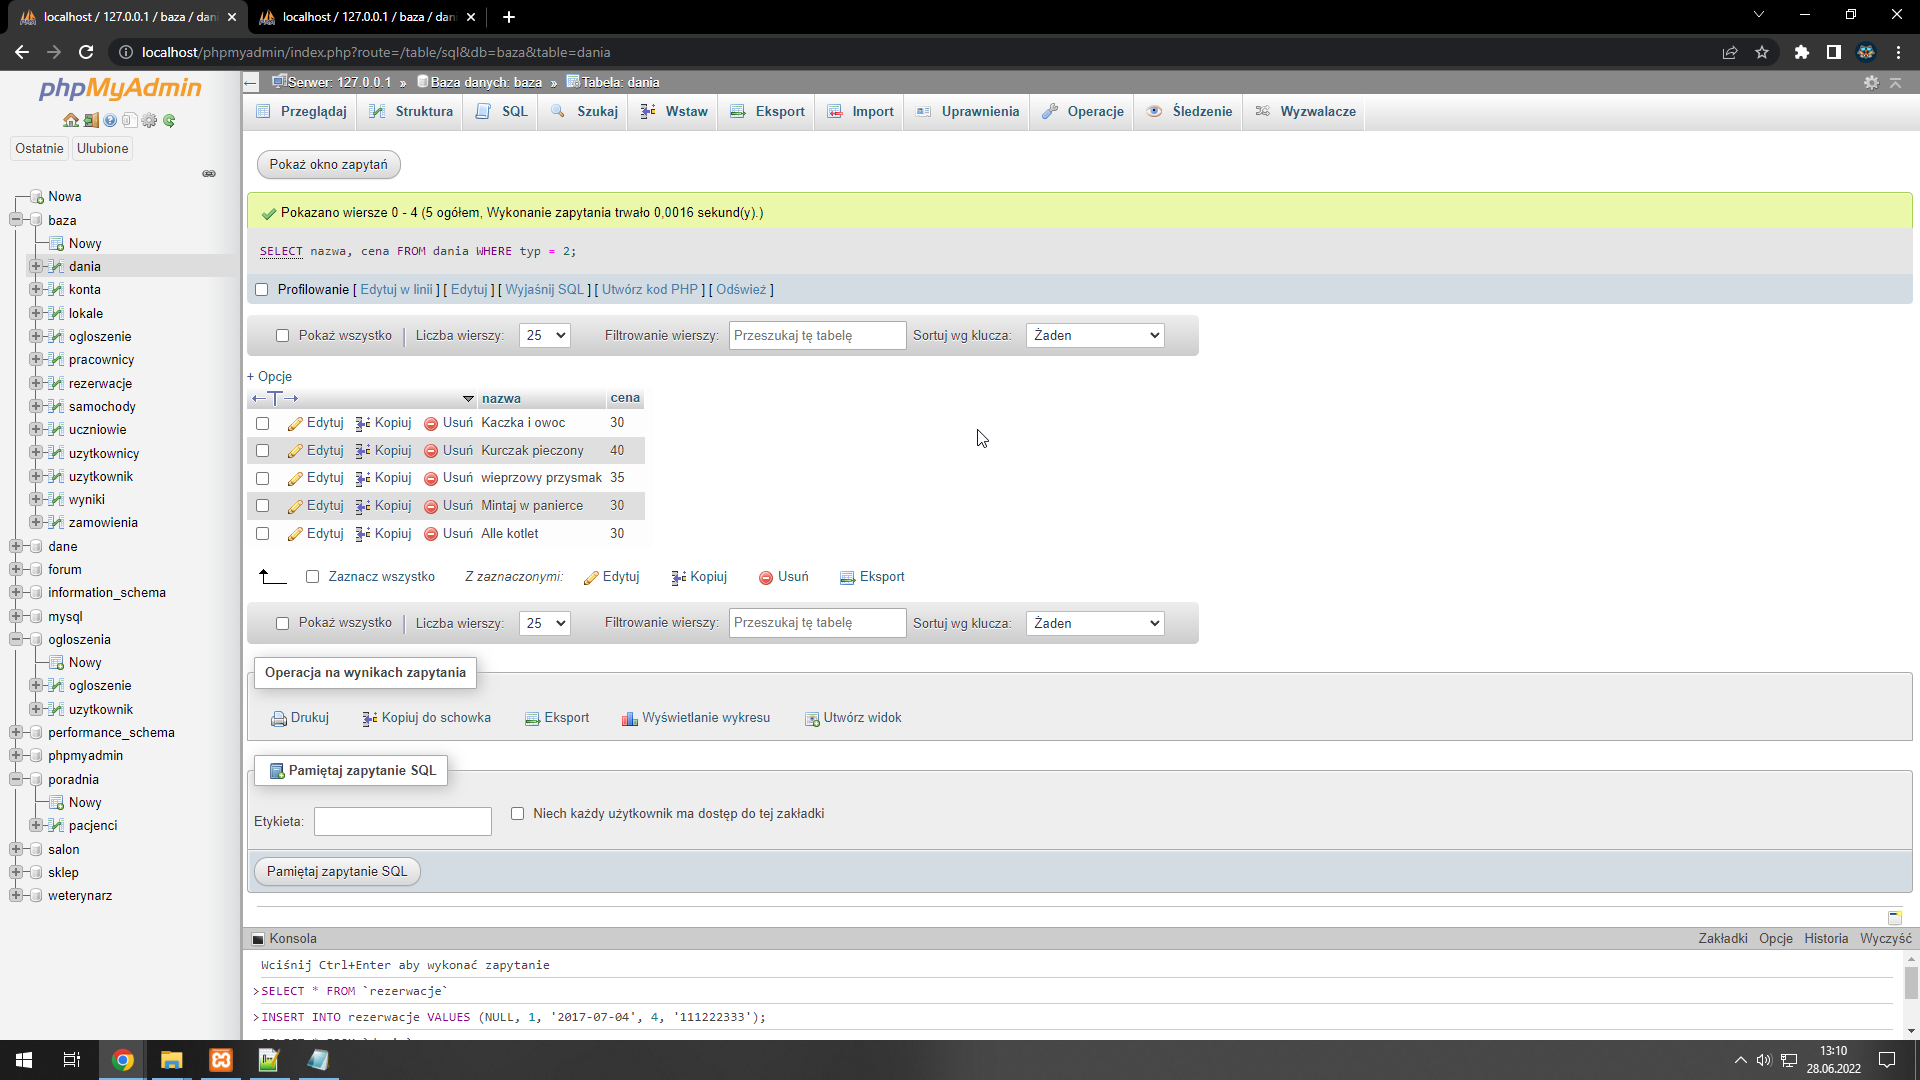 localhost / 127.0.0.1 / baza / dani
localhost / 127.0.0.1 / baza / dani
localhost/phpmyadmin/index.php?route=/table/sql&db=baza&table=dania
phpMyAdmin
Ostatnie
Ulubione
Nowa
baza
Nowy
dania
konta
lokale
ogloszenie
pracownicy
rezerwacje
samochody
uczniowie
uzytkownicy
uzytkownik
wyniki
zamowienia
dane
forum
information_schema
mysql
ogloszenia
Nowy
ogloszenie
uzytkownik
performance_schema
phpmyadmin
poradnia
Nowy
pacjenci
salon
sklep
weterynarz
Serwer: 127.0.0.1 » Baza danych: baza » Tabela: dania
Przeglądaj Struktura SQL Szukaj Wstaw Eksport Import Uprawnienia Operacje Śledzenie Wyzwalacze
Pokaż okno zapytań
Pokazano wiersze 0 - 4 (5 ogółem, Wykonanie zapytania trwało 0,0016 sekund(y).)
SELECT nazwa, cena FROM dania WHERE typ = 2;
Profilowanie [ Edytuj w linii ] [ Edytuj ] [ Wyjaśnij SQL ] [ Utwórz kod PHP ] [ Odśwież ]
Pokaż wszystko Liczba wierszy: 25 Filtrowanie wierszy: Przeszukaj tę tabelę Sortuj wg klucza: Żaden
+ Opcje
←T→ nazwa cena
Edytuj Kopiuj Usuń Kaczka i owoc 30
Edytuj Kopiuj Usuń Kurczak pieczony 40
Edytuj Kopiuj Usuń wieprzowy przysmak 35
Edytuj Kopiuj Usuń Mintaj w panierce 30
Edytuj Kopiuj Usuń Alle kotlet 30
Zaznacz wszystko Z zaznaczonymi: Edytuj Kopiuj Usuń Eksport
Pokaż wszystko Liczba wierszy: 25 Filtrowanie wierszy: Przeszukaj tę tabelę Sortuj wg klucza: Żaden
Operacja na wynikach zapytania
Drukuj Kopiuj do schowka Eksport Wyświetlanie wykresu Utwórz widok
Pamiętaj zapytanie SQL
Etykieta: Niech każdy użytkownik ma dostęp do tej zakładki
Pamiętaj zapytanie SQL
Konsola Zakładki Opcje Historia Wyczyść
Wciśnij Ctrl+Enter aby wykonać zapytanie
>SELECT * FROM `rezerwacje`
>INSERT INTO rezerwacje VALUES (NULL, 1, '2017-07-04', 4, '111222333');
13:10
28.06.2022